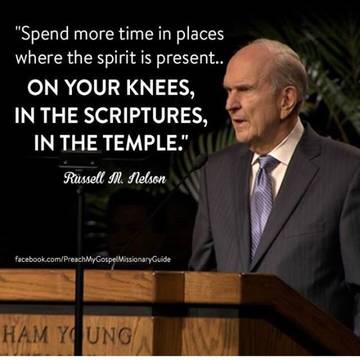 "Spend more time in places
where the spirit is present..
ON YOUR KNEES,
IN THE SCRIPTURES,
IN THE TEMPLE."
Russell M. Nelson
facebook.com/PreachMyGospelMissionaryGuide
HAM YOUNG